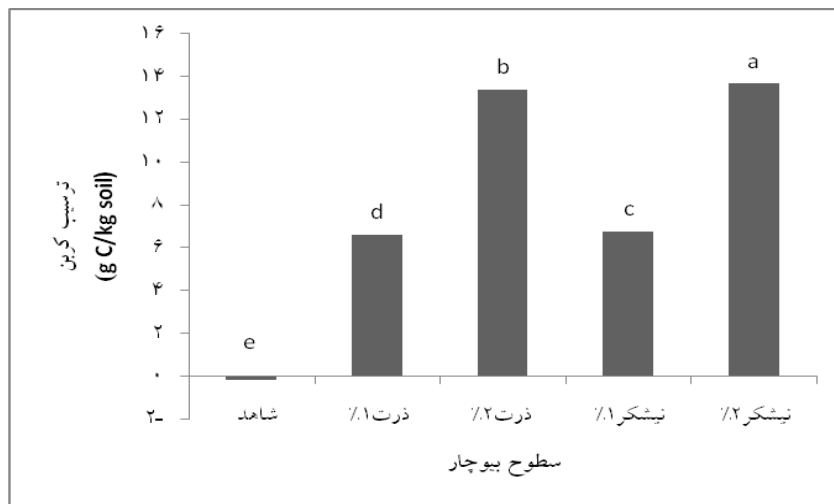 ۱۶
۱۴
۱۲
۱۰
۸
۶
۴
۲
۰
۲-
ترسیب کربن
(g C/kg soil)
e
d
b
c
a
شاهد
ذرت۱٪
ذرت۲٪
نیشکر۱٪
نیشکر۲٪
سطوح بیوچار